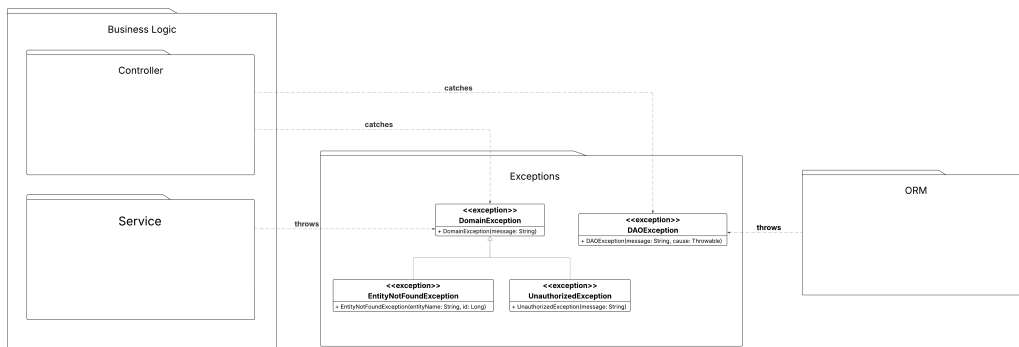 Business Logic
Controller
catches
catches
Exceptions
ORM
Service
throws
<<exception>>
DomainException
+ DomainException(message: String)
<<exception>>
DAOException
+ DAOException(message: String, cause: Throwable)
throws
<<exception>>
EntityNotFoundException
+ EntityNotFoundException(entityName: String, id: Long)
<<exception>>
UnauthorizedException
+ UnauthorizedException(message: String)